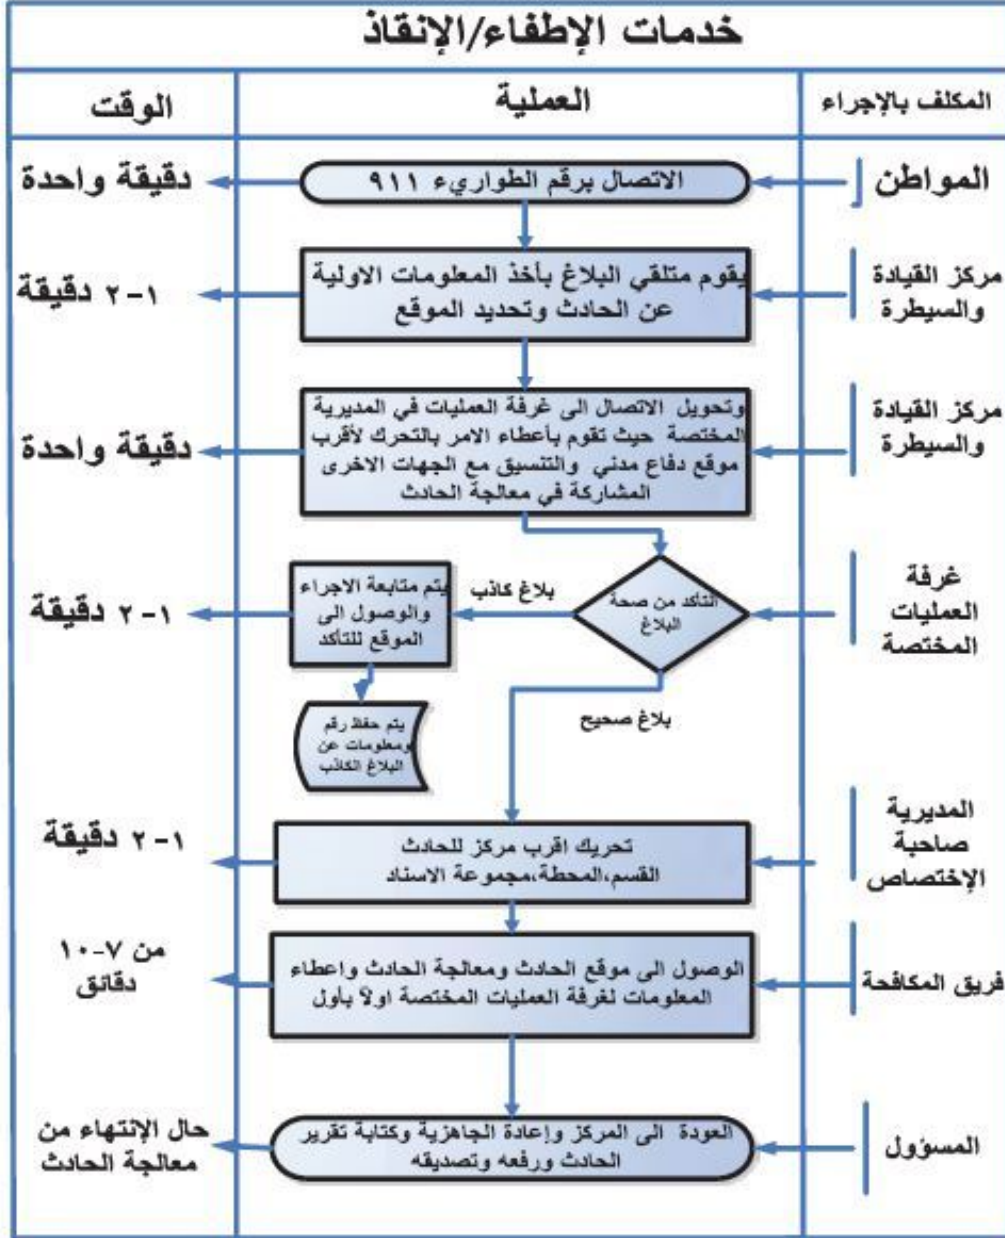 خدمات الإطفاء/الإنقاذ
المكلف بالإجراء
العملية
الوقت
المواطن
الاتصال برقم الطواريء ٩١١
دقيقة واحدة
مركز القيادة
والسيطرة
يقوم متلقي البلاغ بأخذ المعلومات الاولية
عن الحادث وتحديد الموقع
١-٢ دقيقة
مركز القيادة
والسيطرة
وتحويل الاتصال الى غرفة العمليات في المديرية
المختصة حيث تقوم بأعطاء الامر بالتحرك لأقرب
موقع دفاع مدني والتنسيق مع الجهات الاخرى
المشاركة في معالجة الحادث
دقيقة واحدة
غرفة
العمليات
المختصة
التأكد من صحة
البلاغ
بلاغ كاذب
يتم متابعة الاجراء
والوصول الى
الموقع للتأكد
١-٢ دقيقة
يتم حفظ رقم
ومعلومات عن
البلاغ الكاذب
بلاغ صحيح
المديرية
صاحبة
الإختصاص
تحريك اقرب مركز للحادث
القسم،المحطة،مجموعة الاسناد
١-٢ دقيقة
فريق المكافحة
الوصول الى موقع الحادث ومعالجة الحادث واعطاء
المعلومات لغرفة العمليات المختصة اولاً بأول
من ٧-١٠
دقائق
المسؤول
العودة الى المركز وإعادة الجاهزية وكتابة تقرير
الحادث ورفعه وتصديقه
حال الإنتهاء من
معالجة الحادث